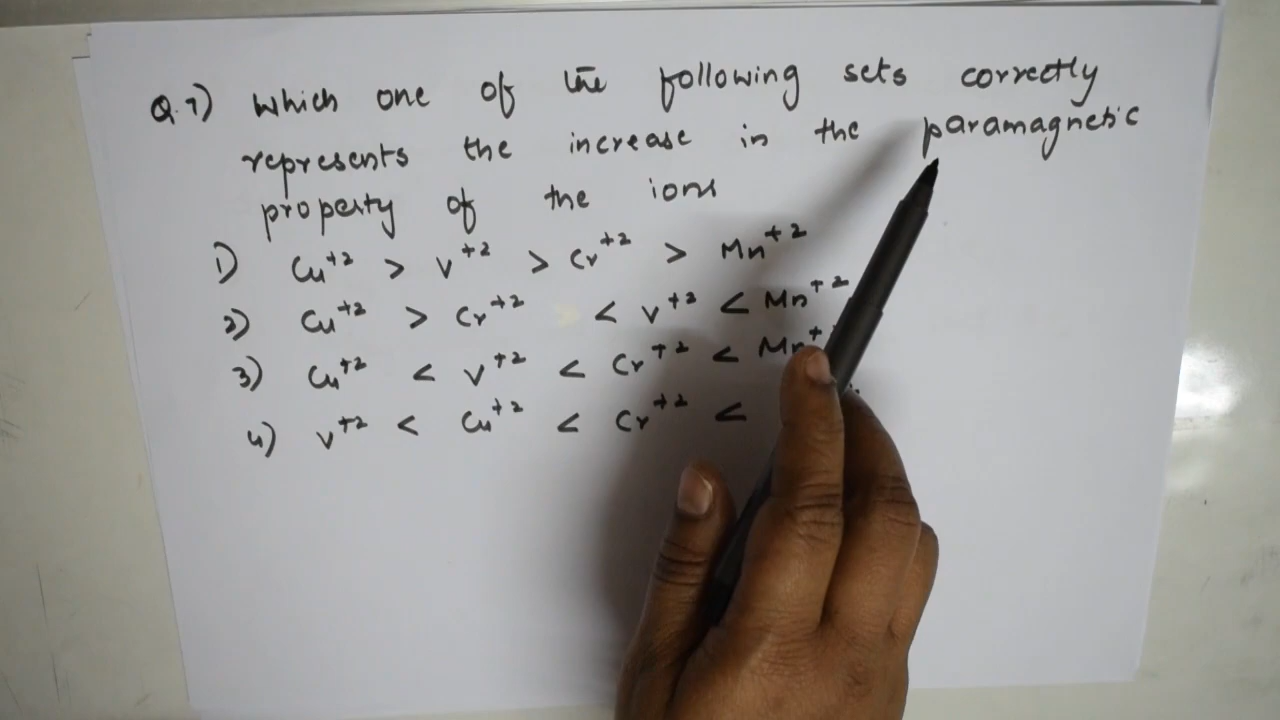 Q.7) Which one of the following sets correctly
represents the increase in the paramagnetic
property of the ions
1) Cu+2 > V+2 > Cr+2 > Mn+2
2) Cu+2 > Cr+2 < V+2 < Mn+2
3) Cu+2 < V+2 < Cr+2 < Mn+
4) V+2 < Cu+2 < Cr+2 <